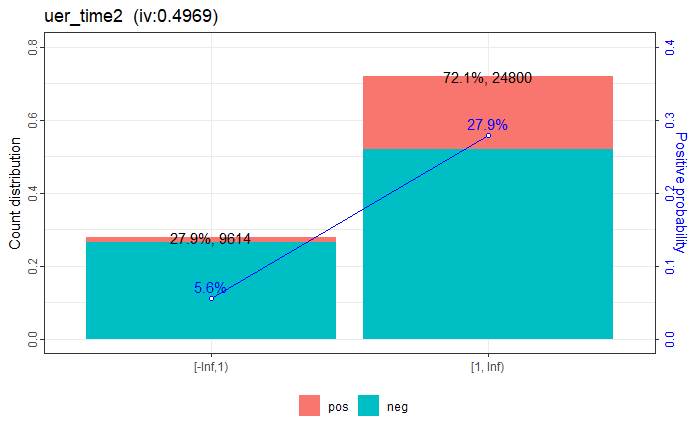 uer_time2  (iv:0.4969)
Count distribution
0.8
0.6
0.4
0.2
0.0
72.1%, 24800
27.9%
27.9%, 9614
5.6%
0.4
0.3
0.2
0.1
0.0
Positive probability
[-Inf,1)
[1, Inf)
pos
neg